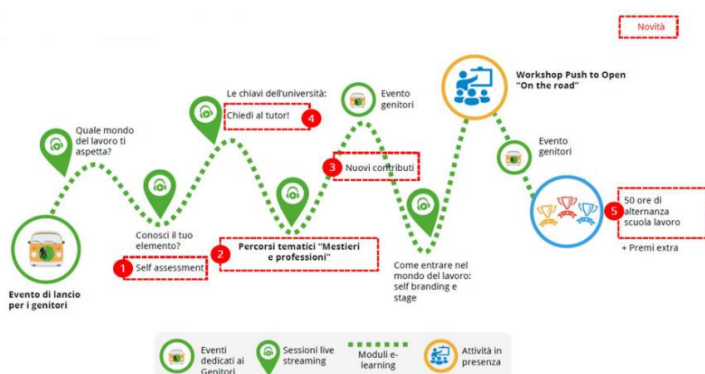 Novità
Workshop Push to Open
"On the road"
Le chiavi dell'università:
Chiedi al tutor!
4
Evento
genitori
Quale mondo
del lavoro ti
aspetta?
Evento
genitori
3
Nuovi contributi
Conosci il tuo
elemento?
1
Self assessment
2
Percorsi tematici "Mestieri
e professioni"
5
50 ore di
alternanza
scuola lavoro
+ Premi extra
Come entrare nel
mondo del lavoro:
self branding e
stage
Evento di lancio
per i genitori
Eventi
dedicati ai
Genitori
Sessioni live
streaming
Moduli e-
learning
Attività in
presenza